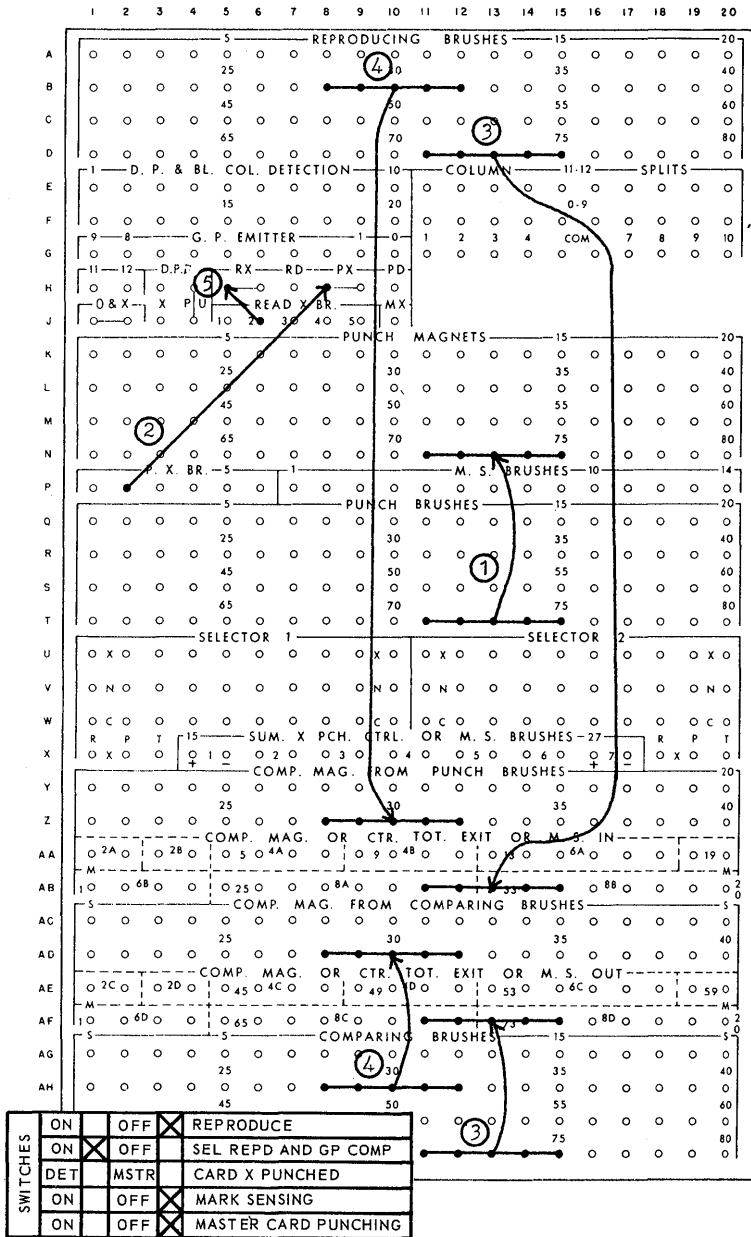 1 2 3 4 5 6 7 8 9 10 11 12 13 14 15 16 17 18 19 20
5 REPRODUCING BRUSHES 15 20
A
25 ④ 30 35 40
B
45 50 55 60
C
65 70 ③ 75 80
D
1 D. P. & BL. COL. DETECTION 10 COLUMN 11-12 SPLITS
E
15 20 0-9
F
9 8 G. P. EMITTER 1 0 1 2 3 4 COM 7 8 9 10
G
11 12 D.P.P RX RD PX PD
H ⑤
O & X X P U READ X BR. MX
J 1 2 3 4 5
5 PUNCH MAGNETS 15 20
K
25 30 35 40
L
45 50 55 60
M
② 65 70 75 80
N
P. X. BR. 5 1 M. S. BRUSHES 10 14
P
5 PUNCH BRUSHES 15 20
Q
25 30 35 40
R
45 50 ① 55 60
S
65 70 75 80
T
SELECTOR 1 SELECTOR 2
U X X X X
V N N N N
W C C C C
R P T 15 SUM. X PCH. CTRL. OR M. S. BRUSHES 27 R P T
X X + 1 - 2 3 4 5 6 + 7 - X
COMP. MAG. FROM PUNCH BRUSHES 20
Y
25 30 35 40
Z
COMP. MAG. OR CTR. TOT. EXIT OR M. S. IN
AA 2A 2B 5 4A 9 4B 13 6A 19
M M
AB 1 6B 25 8A 33 8B 20
S COMP. MAG. FROM COMPARING BRUSHES S
AC
25 30 35 40
AD
COMP. MAG. OR CTR. TOT. EXIT OR M. S. OUT
AE 2C 2D 45 4C 49 4D 53 6C 59
M M
AF 1 6D 65 8C 73 8D 20
S 5 COMPARING BRUSHES 15 S
AG
25 ④ 30 35 40
AH
45 50 55 60
③ 75 80
SWITCHES
ON OFF X REPRODUCE
ON X OFF SEL REPD AND GP COMP
DET MSTR CARD X PUNCHED
ON OFF X MARK SENSING
ON OFF X MASTER CARD PUNCHING